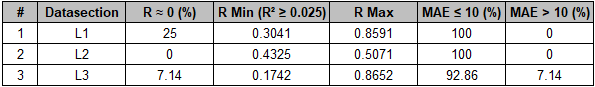 # Datasection R ≈ 0 (%) R Min (R² ≥ 0.025) R Max MAE ≤ 10 (%) MAE > 10 (%)
1 L1 25 0.3041 0.8591 100 0
2 L2 0 0.4325 0.5071 100 0
3 L3 7.14 0.1742 0.8652 92.86 7.14